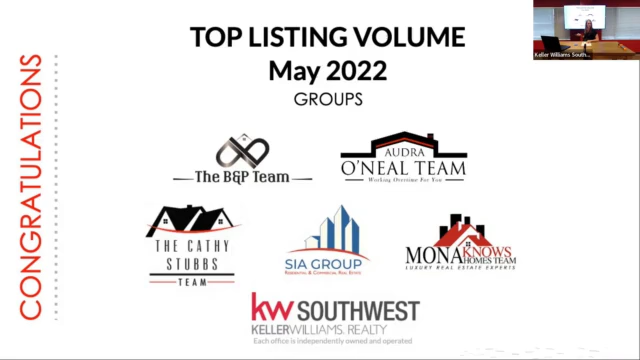 CONGRATULATIONS
TOP LISTING VOLUME
May 2022
GROUPS
Keller Williams South...
The B&P Team
AUDRA
O'NEAL TEAM
Working Overtime For You
THE CATHY
STUBBS
TEAM
SIA GROUP
RESIDENTIAL & COMMERCIAL REAL ESTATE
MONA KNOWS
HOMES TEAM
LUXURY REAL ESTATE EXPERTS
kw SOUTHWEST
KELLERWILLIAMS. REALTY
Each office is independently owned and operated